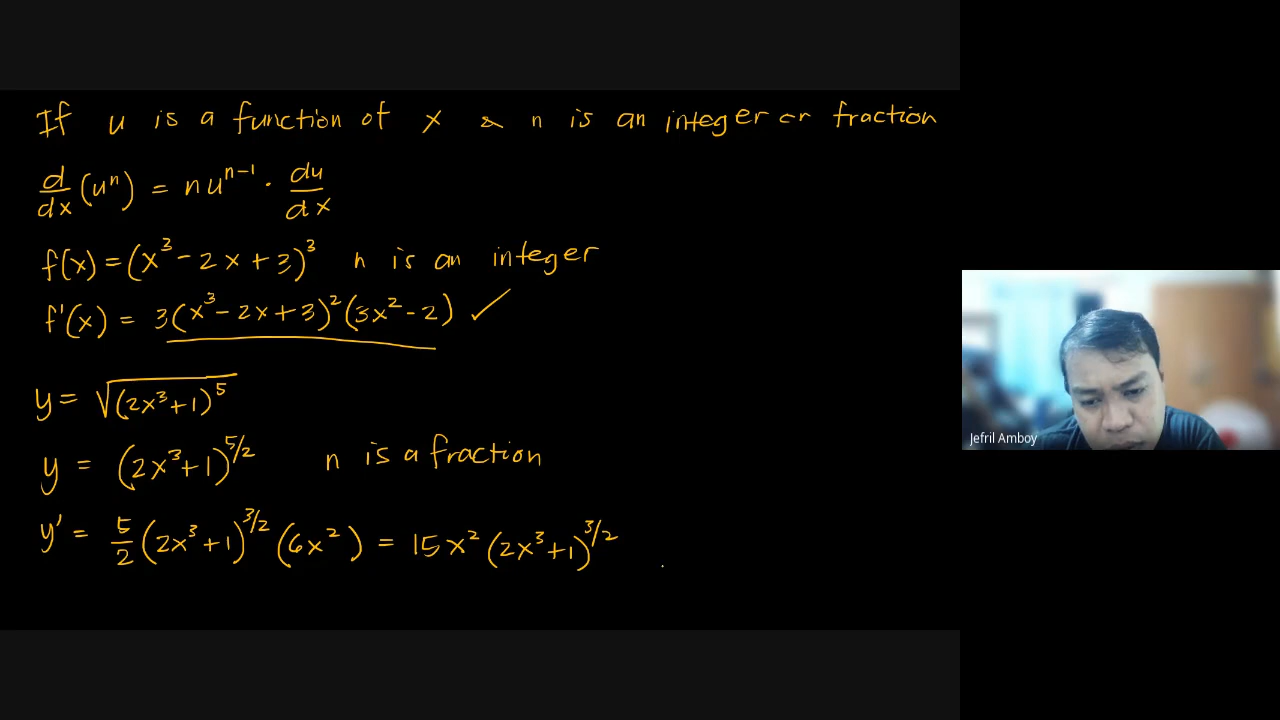 If u is a function of x & n is an integer or fraction
d/dx (uⁿ) = nuⁿ⁻¹ · du/dx
f(x) = (x³ - 2x + 3)³ n is an integer
f'(x) = 3(x³ - 2x + 3)² (3x² - 2) ✓
y = √(2x³ + 1)⁵
y = (2x³ + 1)^5/2 n is a fraction
y' = 5/2 (2x³ + 1)^3/2 (6x²) = 15x² (2x³ + 1)^3/2
Jefril Amboy